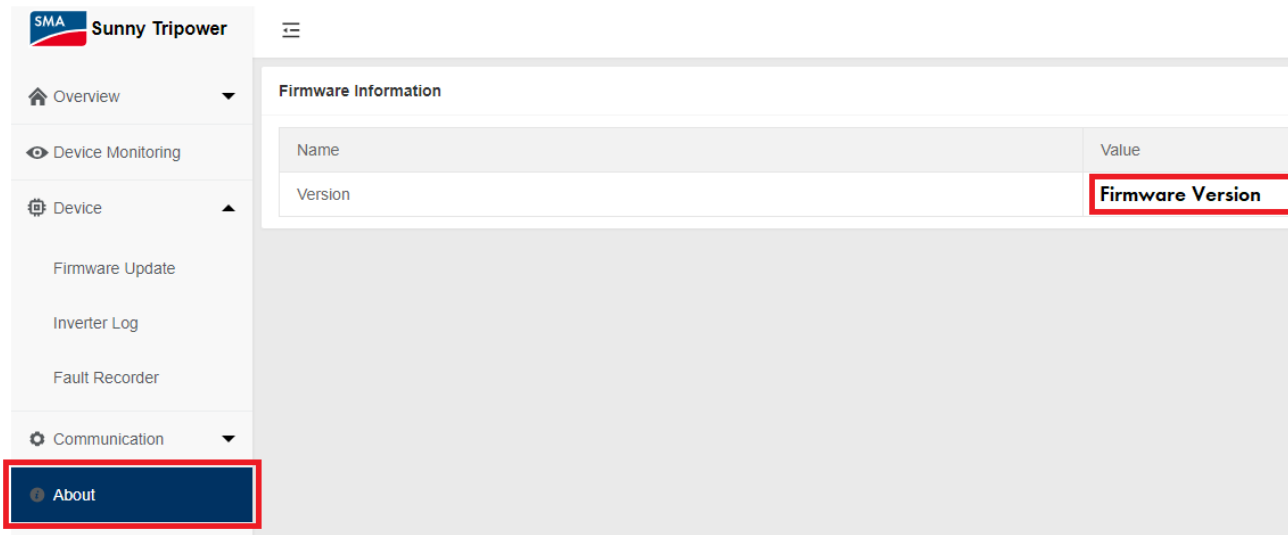 SMA
Sunny Tripower
Overview
Device Monitoring
Device
Firmware Update
Inverter Log
Fault Recorder
Communication
About
Firmware Information
Name Value
Version Firmware Version